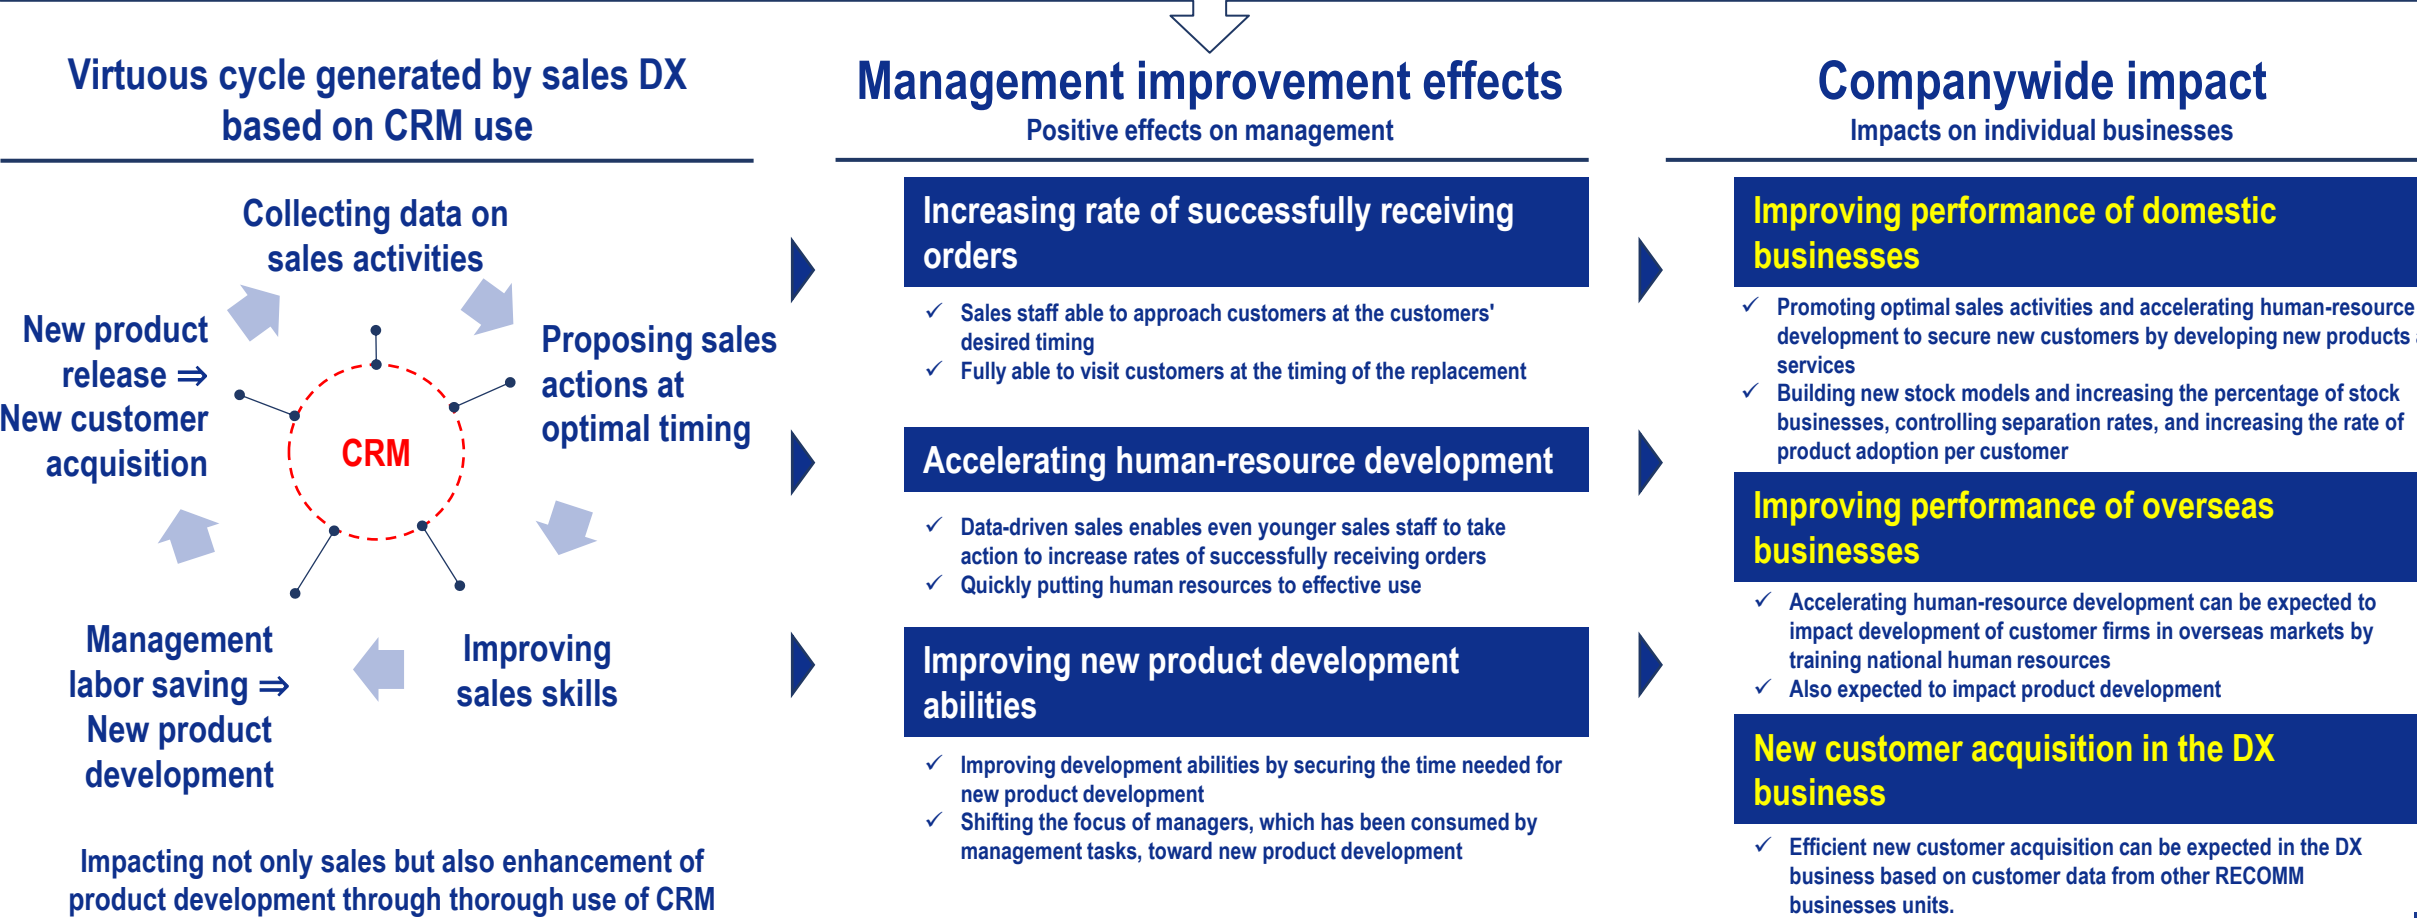 Virtuous cycle generated by sales DX
based on CRM use
Collecting data on
sales activities
Proposing sales
actions at
optimal timing
Improving
sales skills
Management
labor saving ⇒
New product
development
New product
release ⇒
New customer
acquisition
CRM
Impacting not only sales but also enhancement of
product development through thorough use of CRM
Management improvement effects
Positive effects on management
Increasing rate of successfully receiving
orders
✓ Sales staff able to approach customers at the customers'
desired timing
✓ Fully able to visit customers at the timing of the replacement
Accelerating human-resource development
✓ Data-driven sales enables even younger sales staff to take
action to increase rates of successfully receiving orders
✓ Quickly putting human resources to effective use
Improving new product development
abilities
✓ Improving development abilities by securing the time needed for
new product development
✓ Shifting the focus of managers, which has been consumed by
management tasks, toward new product development
Companywide impact
Impacts on individual businesses
Improving performance of domestic
businesses
✓ Promoting optimal sales activities and accelerating human-resource
development to secure new customers by developing new products
services
✓ Building new stock models and increasing the percentage of stock
businesses, controlling separation rates, and increasing the rate of
product adoption per customer
Improving performance of overseas
businesses
✓ Accelerating human-resource development can be expected to
impact development of customer firms in overseas markets by
training national human resources
✓ Also expected to impact product development
New customer acquisition in the DX
business
✓ Efficient new customer acquisition can be expected in the DX
business based on customer data from other RECOMM
businesses units.